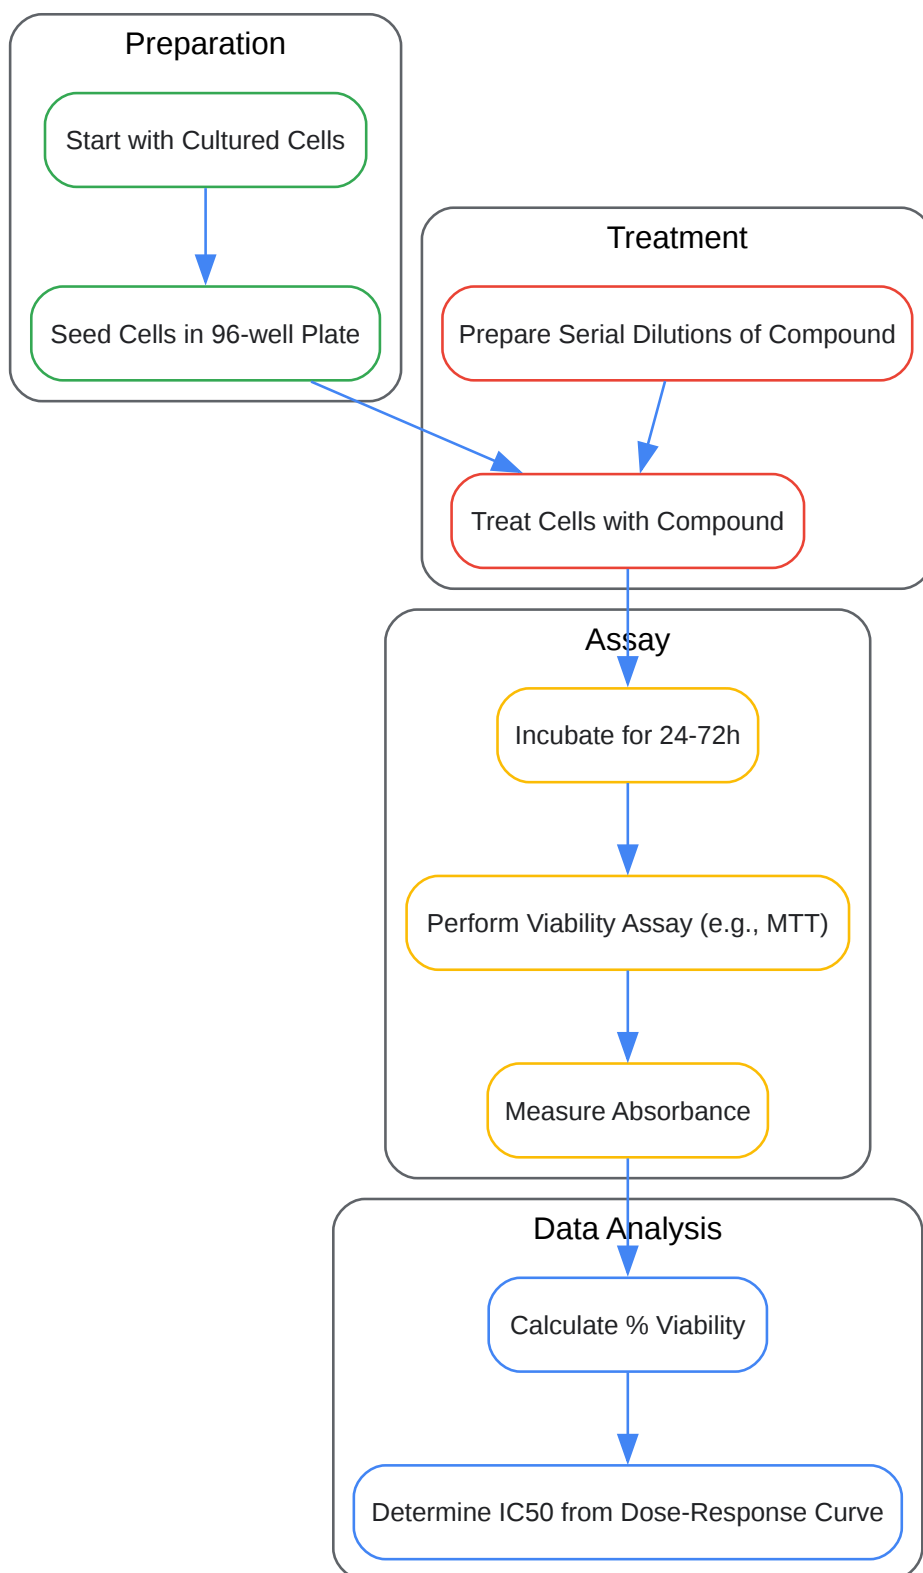 Preparation
Start with Cultured Cells
Seed Cells in 96-well Plate
Treatment
Prepare Serial Dilutions of Compound
Treat Cells with Compound
Assay
Incubate for 24-72h
Perform Viability Assay (e.g., MTT)
Measure Absorbance
Data Analysis
Calculate % Viability
Determine IC50 from Dose-Response Curve